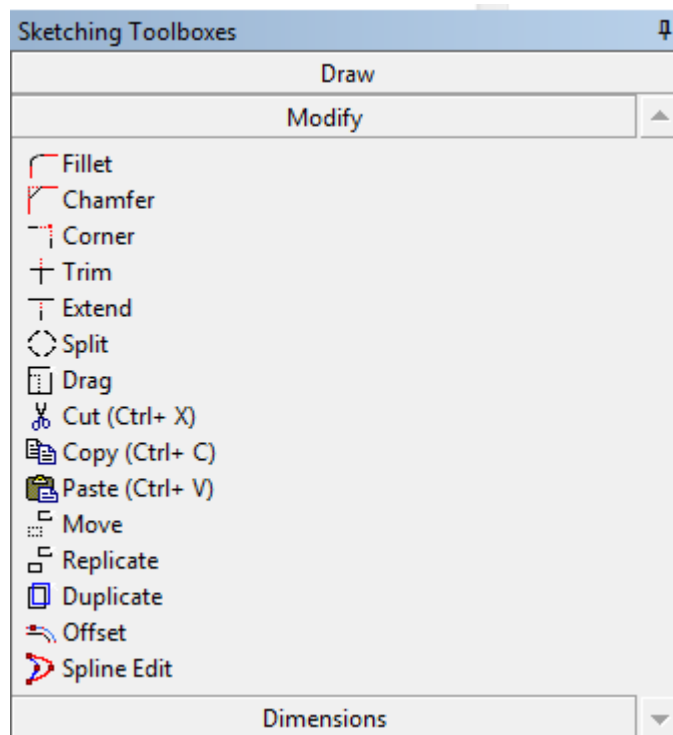 Sketching Toolboxes
Draw
Modify
Fillet
Chamfer
Corner
Trim
Extend
Split
Drag
Cut (Ctrl+ X)
Copy (Ctrl+ C)
Paste (Ctrl+ V)
Move
Replicate
Duplicate
Offset
Spline Edit
Dimensions